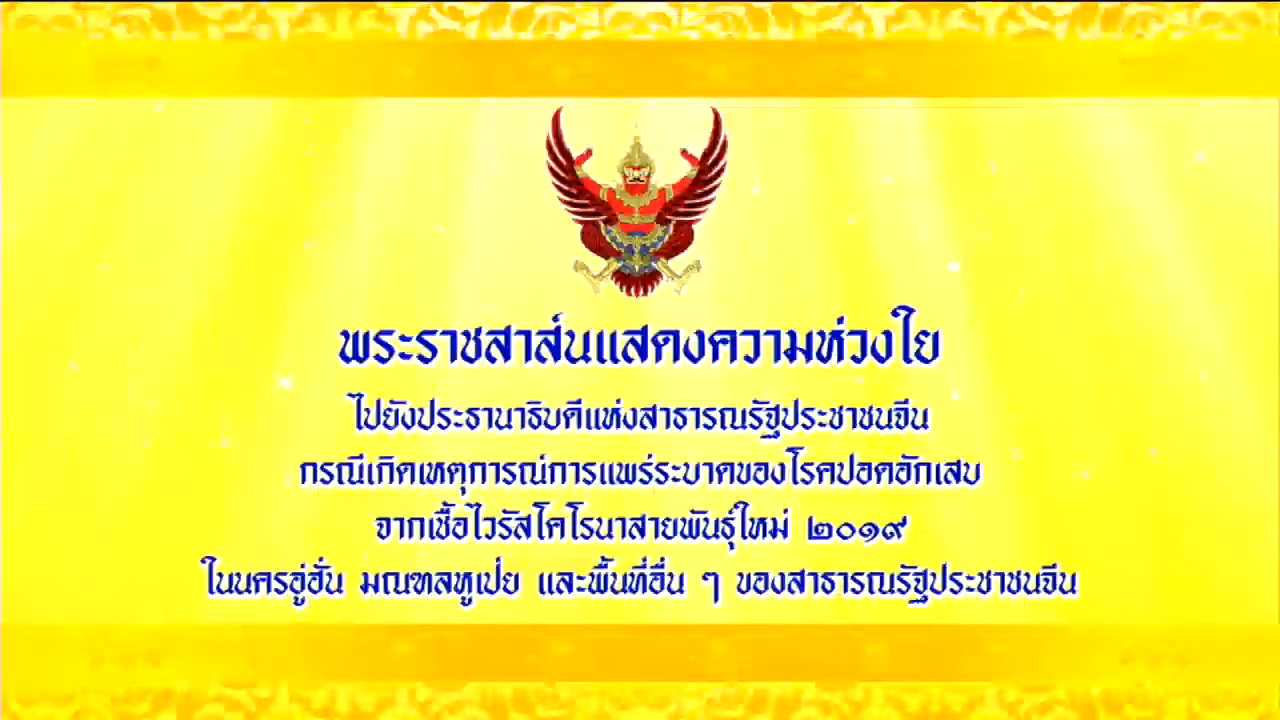 พระราชสาส์นแสดงความห่วงใย
ไปยังประธานาธิบดีแห่งสาธารณรัฐประชาชนจีน
กรณีเกิดเหตุการณ์การแพร่ระบาดของโรคปอดอักเสบ
จากเชื้อไวรัสโคโรนาสายพันธุ์ใหม่ ๒๐๑๙
ในนครอู่ฮั่น มณฑลหูเป่ย และพื้นที่อื่น ๆ ของสาธารณรัฐประชาชนจีน